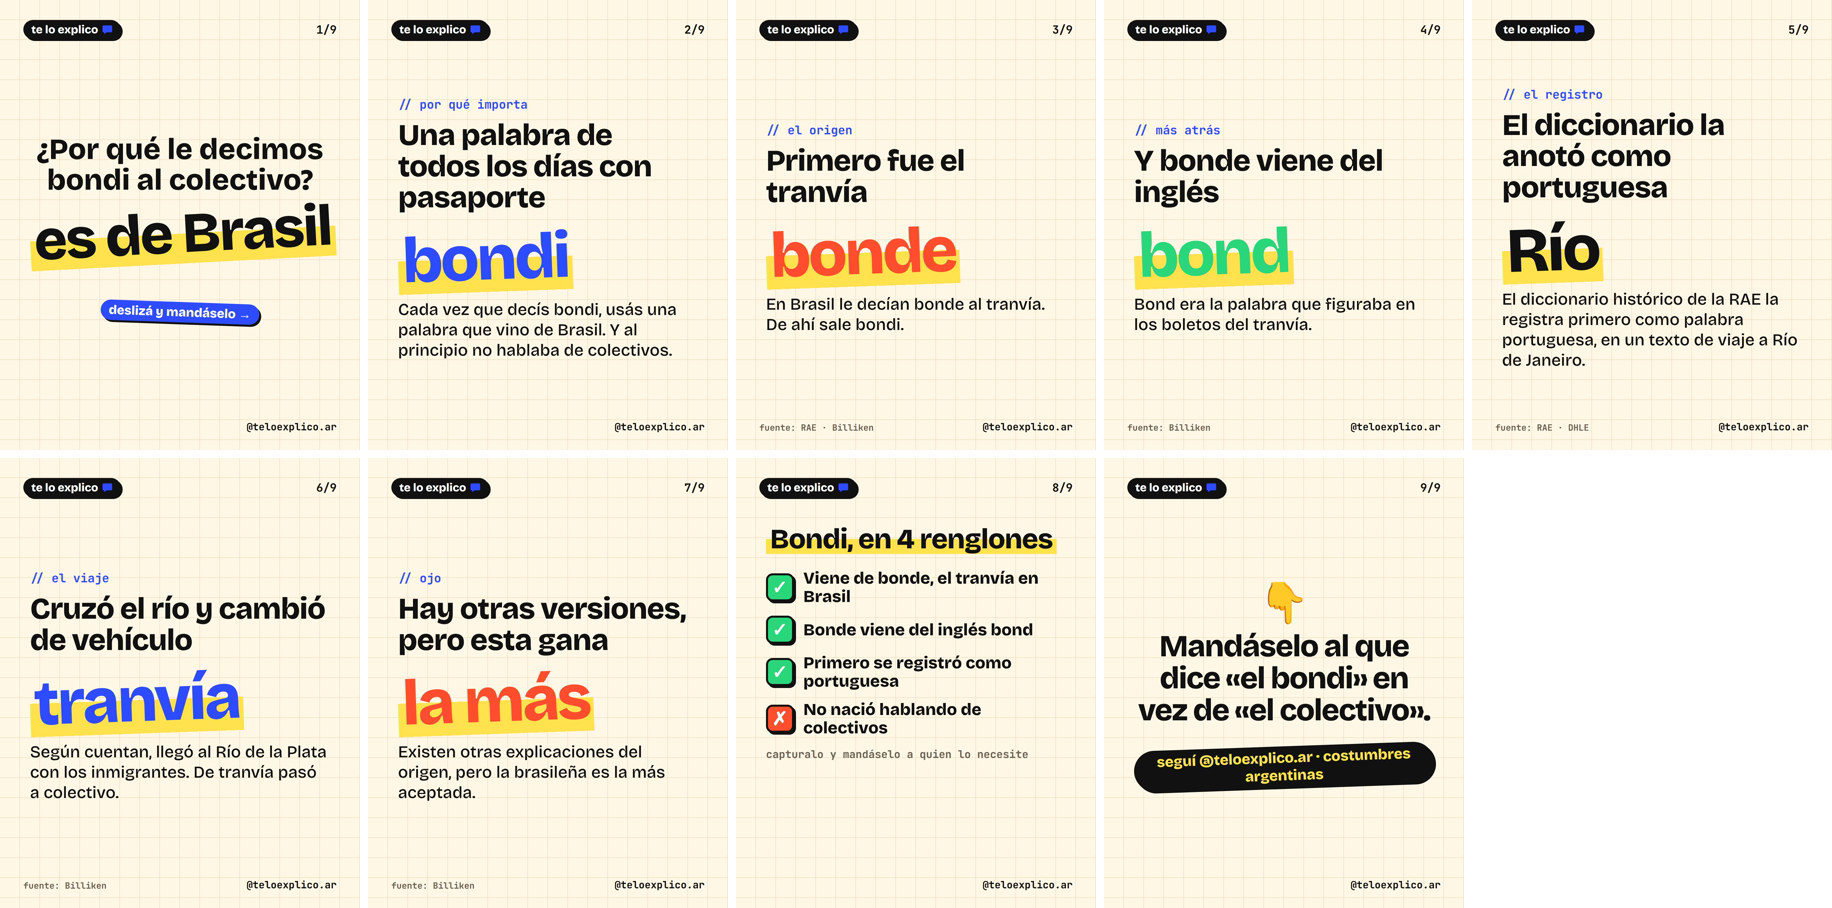 te lo explico
1/9
¿Por qué le decimos
bondi al colectivo?
es de Brasil
deslizá y mandáselo →
@teloexplico.ar
te lo explico
2/9
// por qué importa
Una palabra de
todos los días con
pasaporte
bondi
Cada vez que decís bondi, usás una
palabra que vino de Brasil. Y al
principio no hablaba de colectivos.
@teloexplico.ar
te lo explico
3/9
// el origen
Primero fue el
tranvía
bonde
En Brasil le decían bonde al tranvía.
De ahí sale bondi.
fuente: RAE · Billiken
@teloexplico.ar
te lo explico
4/9
// más atrás
Y bonde viene del
inglés
bond
Bond era la palabra que figuraba en
los boletos del tranvía.
fuente: Billiken
@teloexplico.ar
te lo explico
5/9
// el registro
El diccionario la
anotó como
portuguesa
Río
El diccionario histórico de la RAE la
registra primero como palabra
portuguesa, en un texto de viaje a Río
de Janeiro.
fuente: RAE · DHLE
@teloexplico.ar
te lo explico
6/9
// el viaje
Cruzó el río y cambió
de vehículo
tranvía
Según cuentan, llegó al Río de la Plata
con los inmigrantes. De tranvía pasó
a colectivo.
fuente: Billiken
@teloexplico.ar
te lo explico
7/9
// ojo
Hay otras versiones,
pero esta gana
la más
Existen otras explicaciones del
origen, pero la brasileña es la más
aceptada.
fuente: Billiken
@teloexplico.ar
te lo explico
8/9
Bondi, en 4 renglones
✓ Viene de bonde, el tranvía en
Brasil
✓ Bonde viene del inglés bond
✓ Primero se registró como
portuguesa
✗ No nació hablando de
colectivos
capturalo y mandáselo a quien lo necesite
@teloexplico.ar
te lo explico
9/9
Mandáselo al que
dice «el bondi» en
vez de «el colectivo».
seguí @teloexplico.ar · costumbres
argentinas
@teloexplico.ar